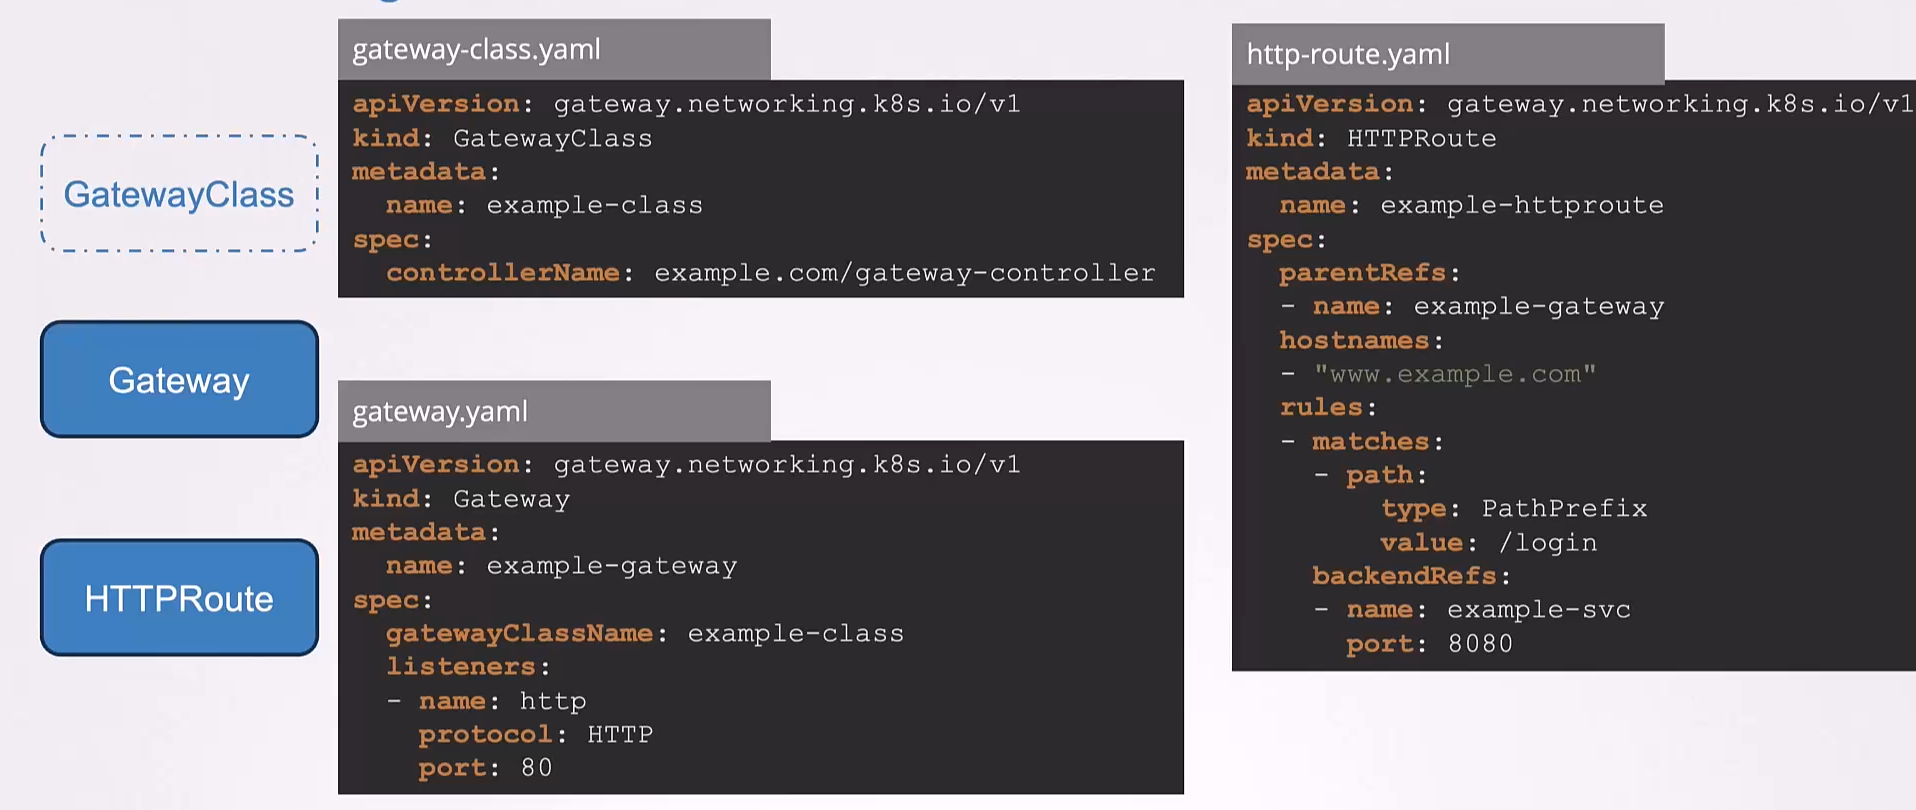 GatewayClass
Gateway
HTTPRoute
gateway-class.yaml
apiVersion: gateway.networking.k8s.io/v1
kind: GatewayClass
metadata:
  name: example-class
spec:
  controllerName: example.com/gateway-controller
gateway.yaml
apiVersion: gateway.networking.k8s.io/v1
kind: Gateway
metadata:
  name: example-gateway
spec:
  gatewayClassName: example-class
  listeners:
  - name: http
    protocol: HTTP
    port: 80
http-route.yaml
apiVersion: gateway.networking.k8s.io/v1
kind: HTTPRoute
metadata:
  name: example-httproute
spec:
  parentRefs:
  - name: example-gateway
  hostnames:
  - "www.example.com"
  rules:
  - matches:
    - path:
        type: PathPrefix
        value: /login
    backendRefs:
    - name: example-svc
      port: 8080